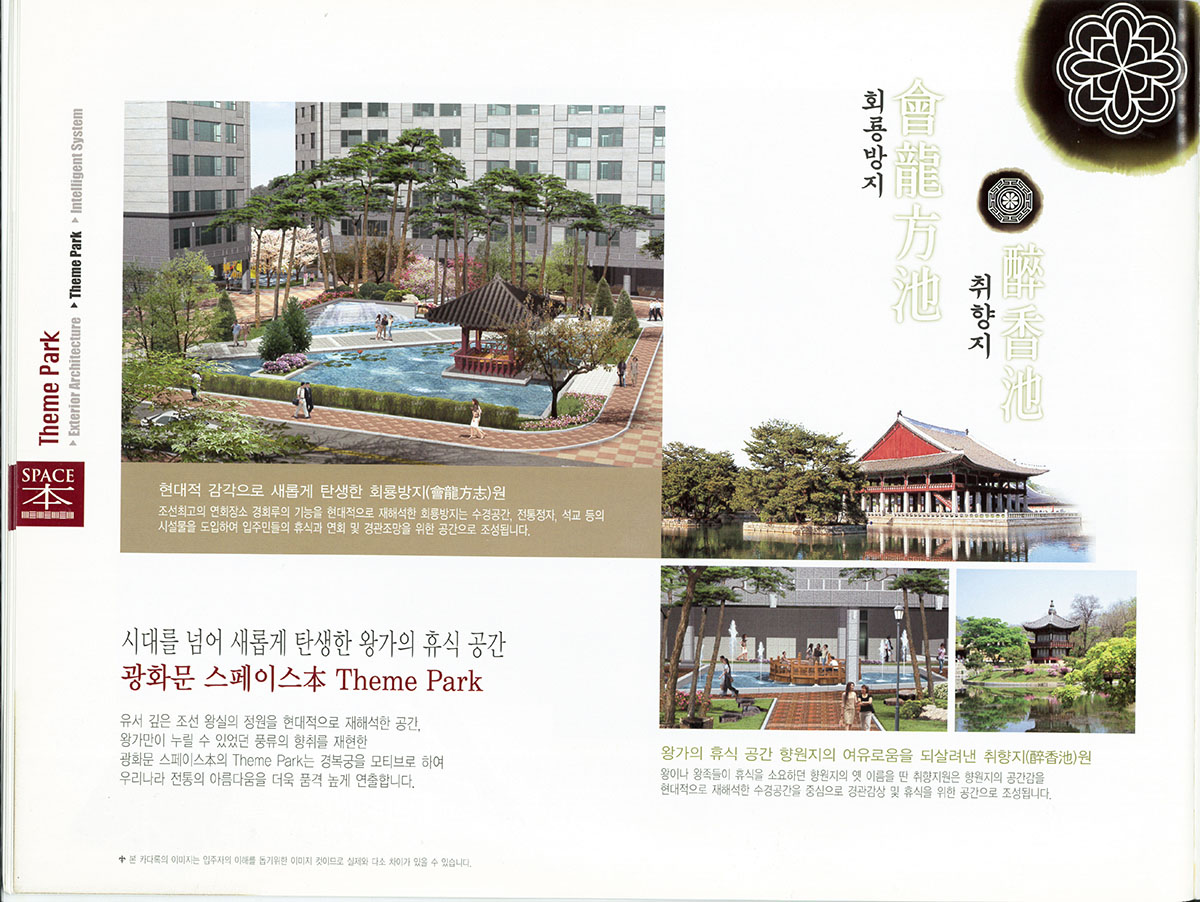 Theme Park
▸ Exterior Architecture ▸ Theme Park ▸ Intelligent System
SPACE
本
회룡방지
會龍方池
취향지
醉香池
현대적 감각으로 새롭게 탄생한 회룡방지(會龍方志)원
조선최고의 연회장소 경회루의 기능을 현대적으로 재해석한 회룡방지는 수경공간, 전통정자, 석교 등의
시설물을 도입하여 입주민들의 휴식과 연회 및 경관조망을 위한 공간으로 조성됩니다.
시대를 넘어 새롭게 탄생한 왕가의 휴식 공간
광화문 스페이스本 Theme Park
유서 깊은 조선 왕실의 정원을 현대적으로 재해석한 공간,
왕가만이 누릴 수 있었던 풍류의 향취를 재현한
광화문 스페이스本의 Theme Park는 경복궁을 모티브로 하여
우리나라 전통의 아름다움을 더욱 품격 높게 연출합니다.
왕가의 휴식 공간 향원지의 여유로움을 되살려낸 취향지(醉香池)원
왕이나 왕족들이 휴식을 소요하던 향원지의 옛 이름을 딴 취향지원은 향원지의 공간감을
현대적으로 재해석한 수경공간을 중심으로 경관감상 및 휴식을 위한 공간으로 조성됩니다.
본 카다록의 이미지는 입주자의 이해를 돕기위한 이미지 컷이므로 실제와 다소 차이가 있을 수 있습니다.